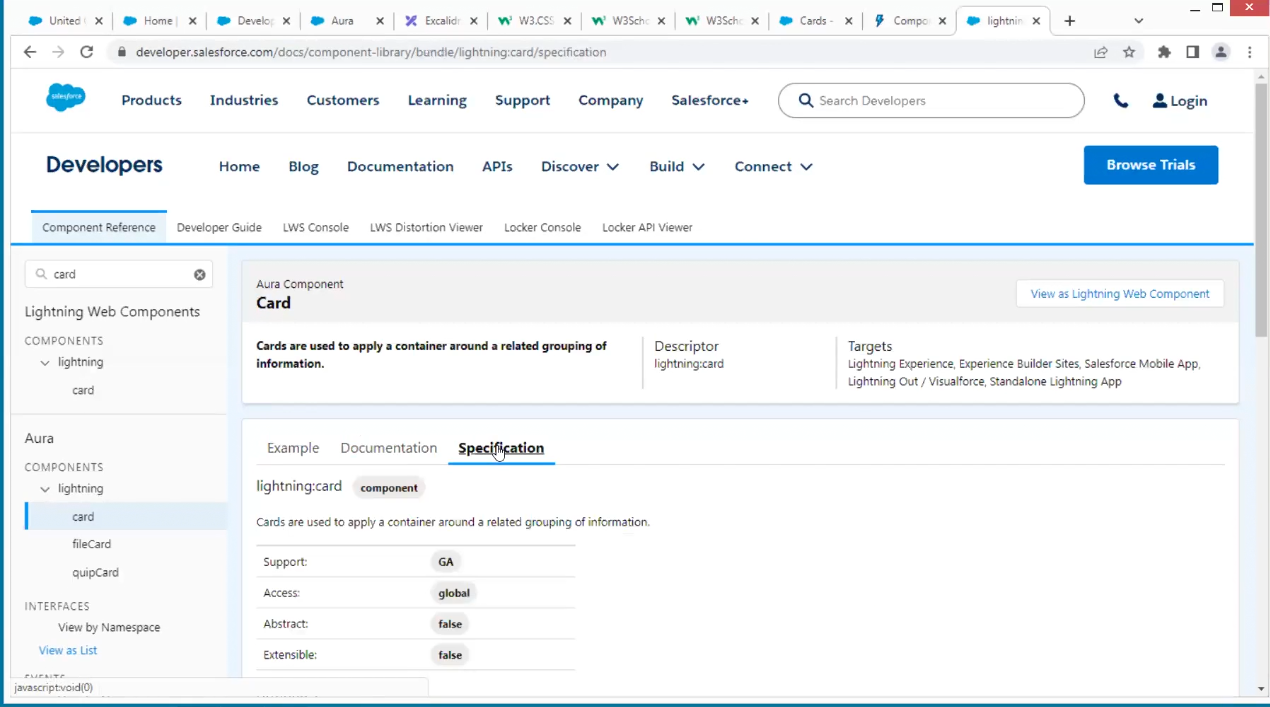 United (
Home |
Develop
Aura
Excalid
W3.CSS
W3Scho
W3Scho
Cards -
Compo
lightnin
developer.salesforce.com/docs/component-library/bundle/lightning:card/specification
salesforce
Products
Industries
Customers
Learning
Support
Company
Salesforce+
Search Developers
Login
Developers
Home
Blog
Documentation
APIs
Discover
Build
Connect
Browse Trials
Component Reference
Developer Guide
LWS Console
LWS Distortion Viewer
Locker Console
Locker API Viewer
card
Lightning Web Components
COMPONENTS
lightning
card
Aura
COMPONENTS
lightning
card
fileCard
quipCard
INTERFACES
View by Namespace
View as List
javascript:void(0)
Aura Component
Card
View as Lightning Web Component
Cards are used to apply a container around a related grouping of
information.
Descriptor
lightning:card
Targets
Lightning Experience, Experience Builder Sites, Salesforce Mobile App,
Lightning Out / Visualforce, Standalone Lightning App
Example
Documentation
Specification
lightning:card component
Cards are used to apply a container around a related grouping of information.
Support: GA
Access: global
Abstract: false
Extensible: false